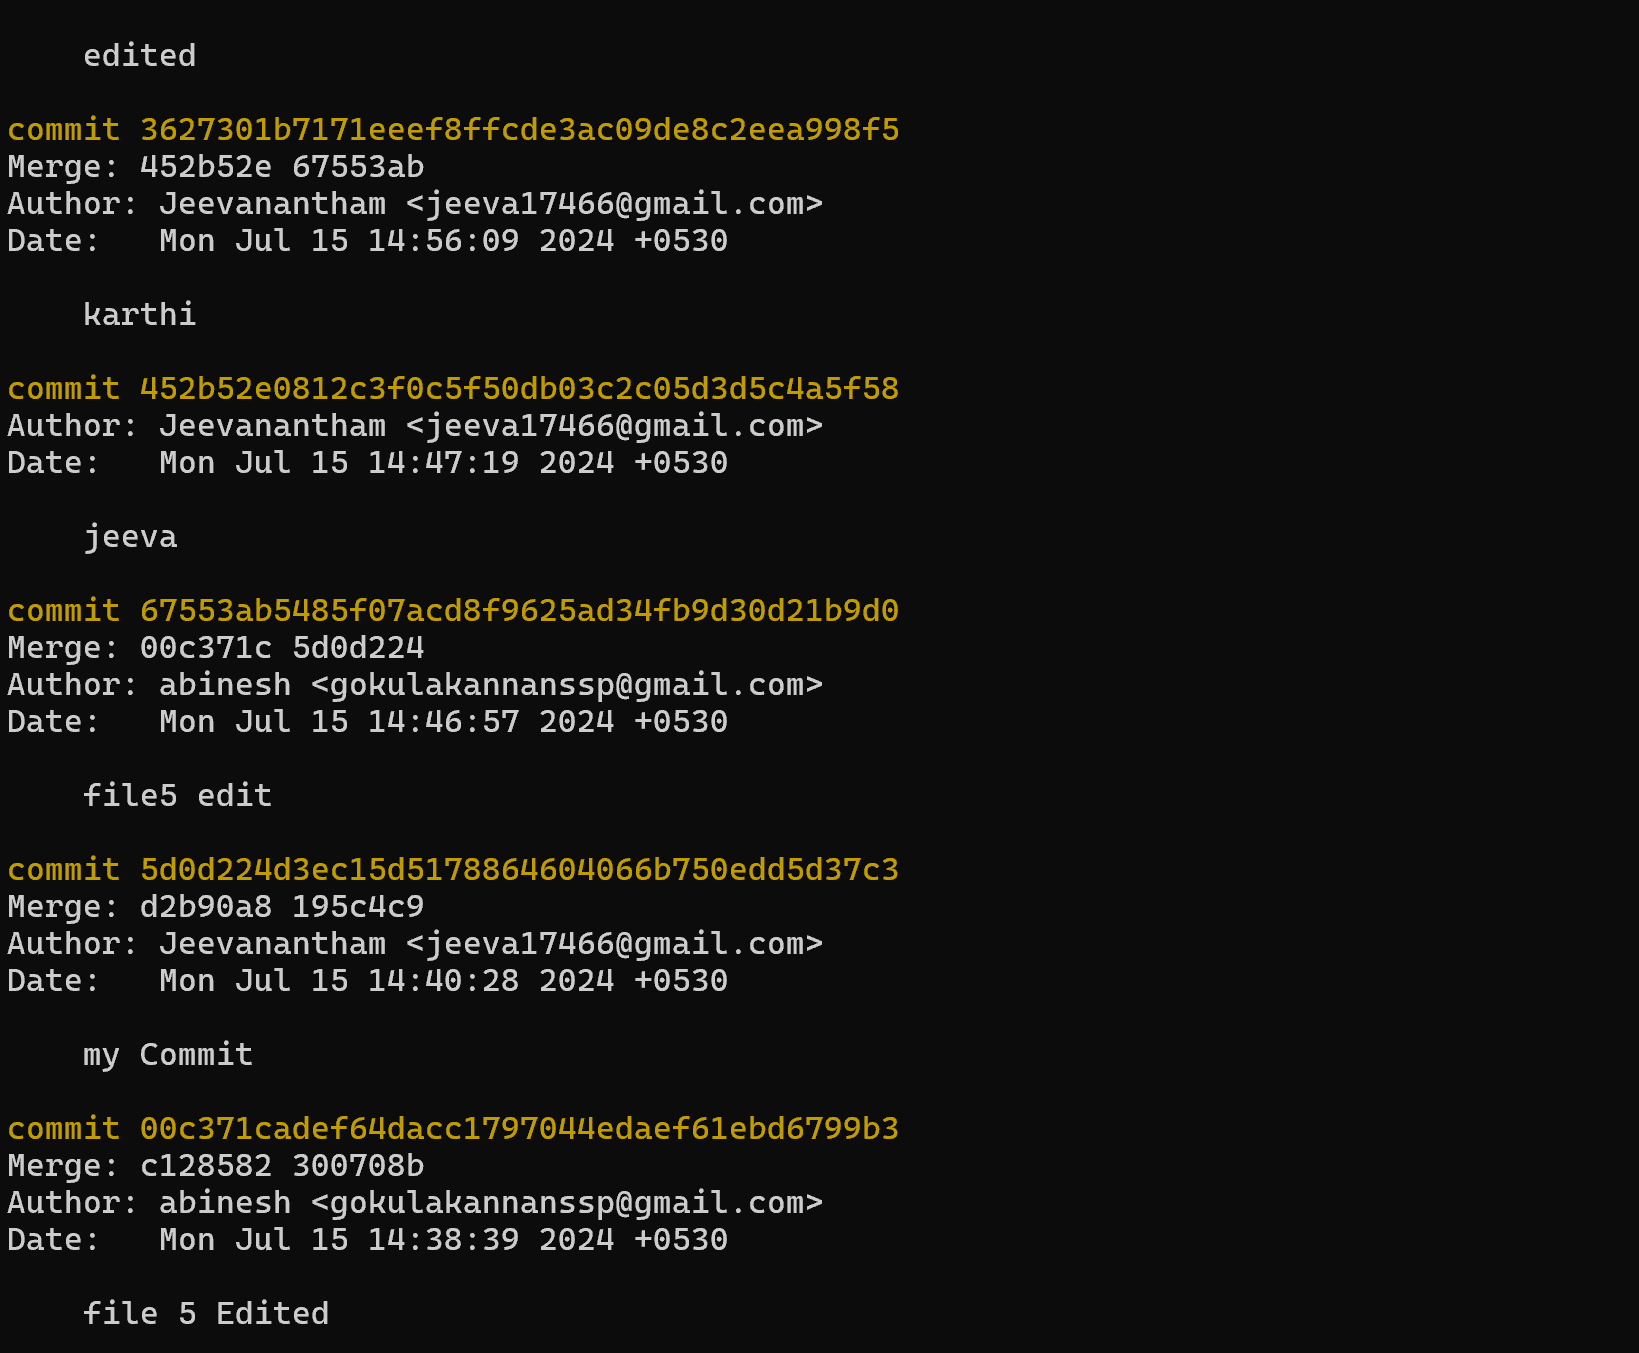 edited
commit 3627301b7171eeef8ffcde3ac09de8c2eea998f5
Merge: 452b52e 67553ab
Author: Jeevanantham <jeeva17466@gmail.com>
Date:   Mon Jul 15 14:56:09 2024 +0530
karthi
commit 452b52e0812c3f0c5f50db03c2c05d3d5c4a5f58
Author: Jeevanantham <jeeva17466@gmail.com>
Date:   Mon Jul 15 14:47:19 2024 +0530
jeeva
commit 67553ab5485f07acd8f9625ad34fb9d30d21b9d0
Merge: 00c371c 5d0d224
Author: abinesh <gokulakannanssp@gmail.com>
Date:   Mon Jul 15 14:46:57 2024 +0530
file5 edit
commit 5d0d224d3ec15d5178864604066b750edd5d37c3
Merge: d2b90a8 195c4c9
Author: Jeevanantham <jeeva17466@gmail.com>
Date:   Mon Jul 15 14:40:28 2024 +0530
my Commit
commit 00c371cadef64dacc1797044edaef61ebd6799b3
Merge: c128582 300708b
Author: abinesh <gokulakannanssp@gmail.com>
Date:   Mon Jul 15 14:38:39 2024 +0530
file 5 Edited